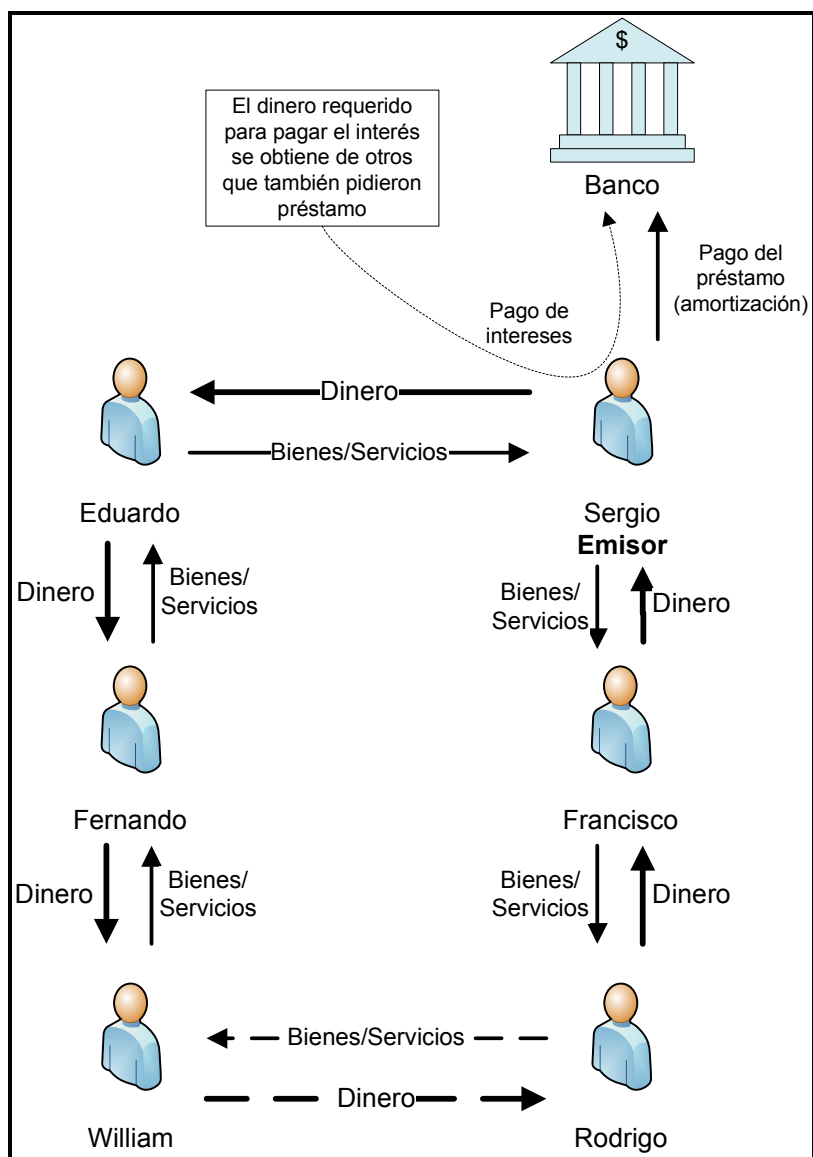 $
El dinero requerido
para pagar el interés
se obtiene de otros
que también pidieron
préstamo
Banco
Pago del
préstamo
(amortización)
Pago de
intereses
Dinero
Bienes/Servicios
Eduardo
Sergio
Emisor
Dinero
Bienes/
Servicios
Bienes/
Servicios
Dinero
Fernando
Francisco
Dinero
Bienes/
Servicios
Bienes/
Servicios
Dinero
Bienes/Servicios
Dinero
William
Rodrigo